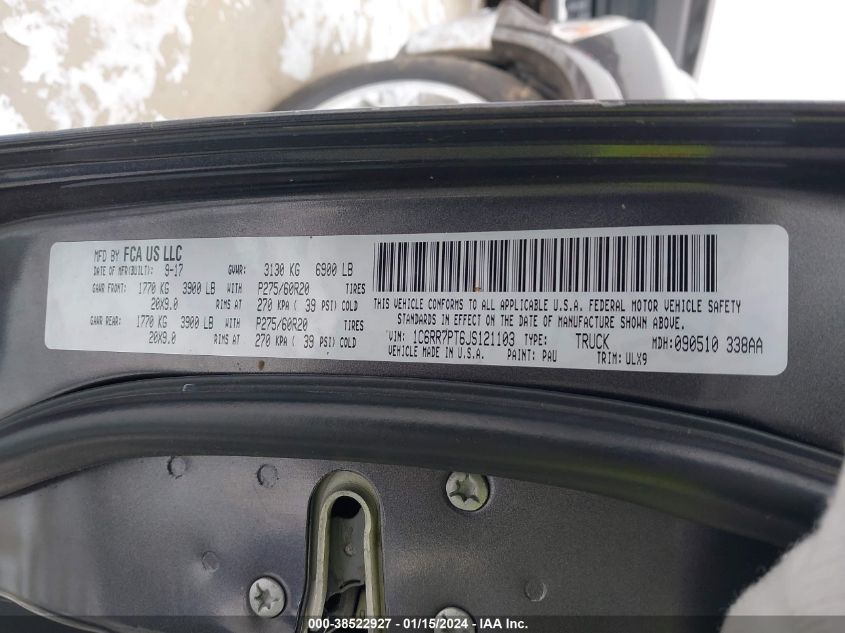 MFD BY FCA US LLC
DATE OF MFR(BUILT): 9-17 GVWR: 3130 KG 6900 LB
GAWR FRONT: 1770 KG 3900 LB WITH P275/60R20 TIRES
20X9.0 RIMS AT 270 KPA ( 39 PSI) COLD
GAWR REAR: 1770 KG 3900 LB WITH P275/60R20 TIRES
20X9.0 RIMS AT 270 KPA ( 39 PSI) COLD
THIS VEHICLE CONFORMS TO ALL APPLICABLE U.S.A. FEDERAL MOTOR VEHICLE SAFETY
STANDARDS IN EFFECT ON THE DATE OF MANUFACTURE SHOWN ABOVE.
VIN: 1C6RR7PT6JS121103 TYPE: TRUCK MDH: 090510 338AA
VEHICLE MADE IN U.S.A. PAINT: PAU TRIM: ULX9
000-38522927 - 01/15/2024 - IAA Inc.